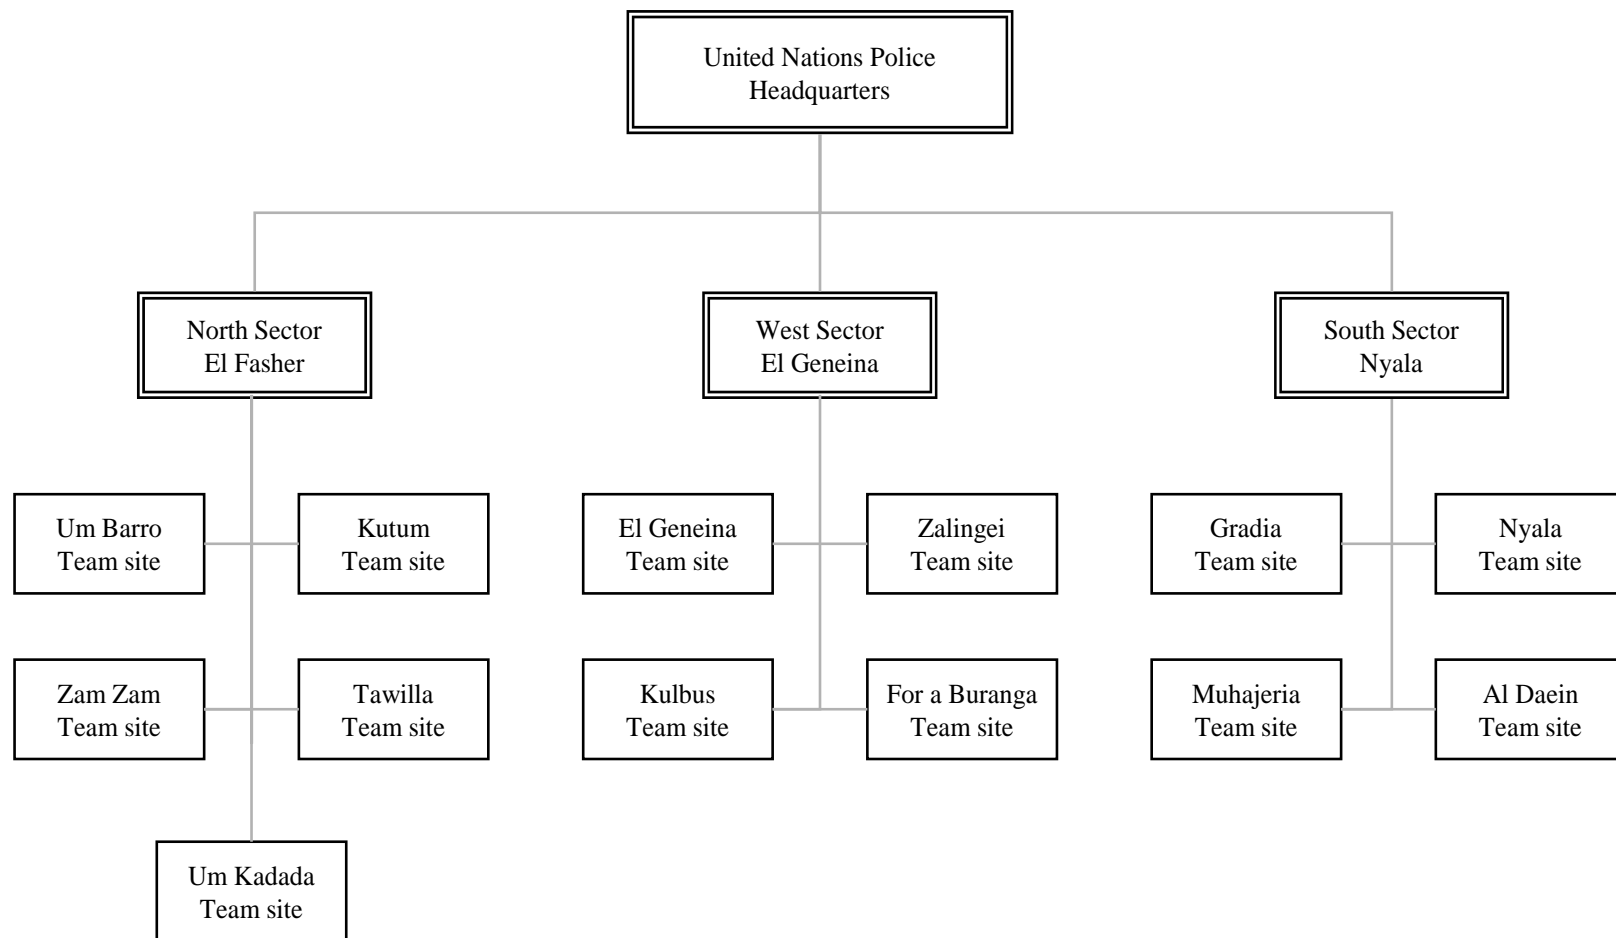 United Nations Police
Headquarters
North Sector
El Fasher
West Sector
El Geneina
South Sector
Nyala
Um Barro
Team site
Kutum
Team site
El Geneina
Team site
Zalingei
Team site
Gradia
Team site
Nyala
Team site
Zam Zam
Team site
Tawilla
Team site
Kulbus
Team site
For a Buranga
Team site
Muhajeria
Team site
Al Daein
Team site
Um Kadada
Team site